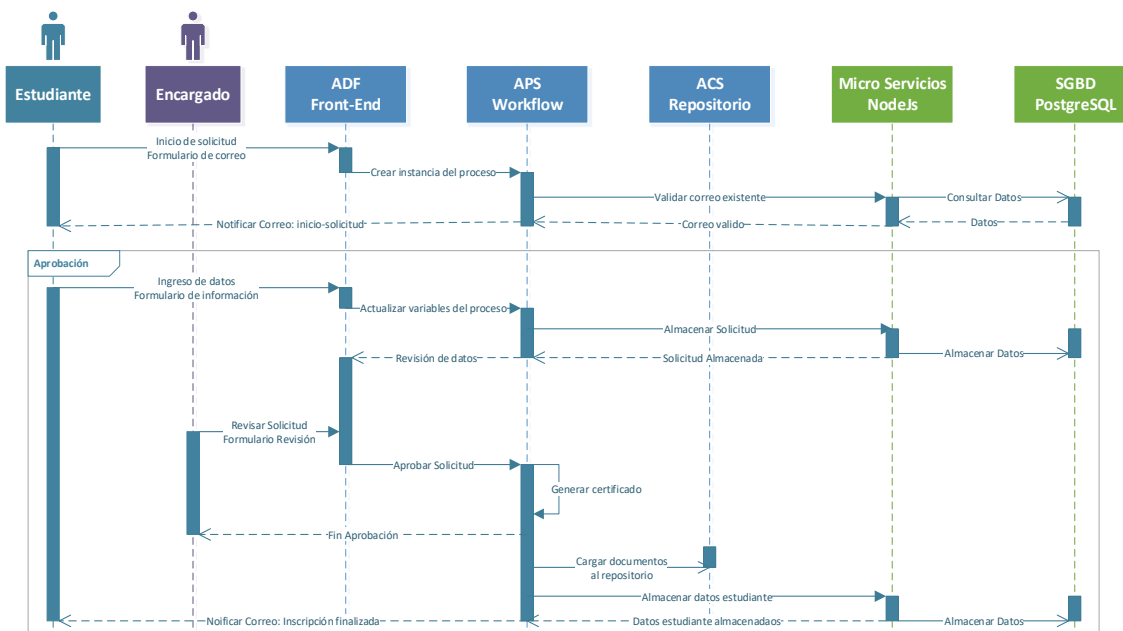 Estudiante
Encargado
ADF
Front-End
APS
Workflow
ACS
Repositorio
Micro Servicios
NodeJs
SGBD
PostgreSQL
Inicio de solicitud
Formulario de correo
Crear instancia del proceso
Validar correo existente
Consultar Datos
Notificar Correo: inicio-solicitud
Correo valido
Datos
Aprobación
Ingreso de datos
Formulario de información
Actualizar variables del proceso
Almacenar Solicitud
Revisión de datos
Solicitud Almacenada
Almacenar Datos
Revisar Solicitud
Formulario Revisión
Aprobar Solicitud
Generar certificado
Fin Aprobación
Cargar documentos
al repositorio
Almacenar datos estudiante
Noificar Correo: Inscripción finalizada
Datos estudiante almacenadaos
Almacenar Datos